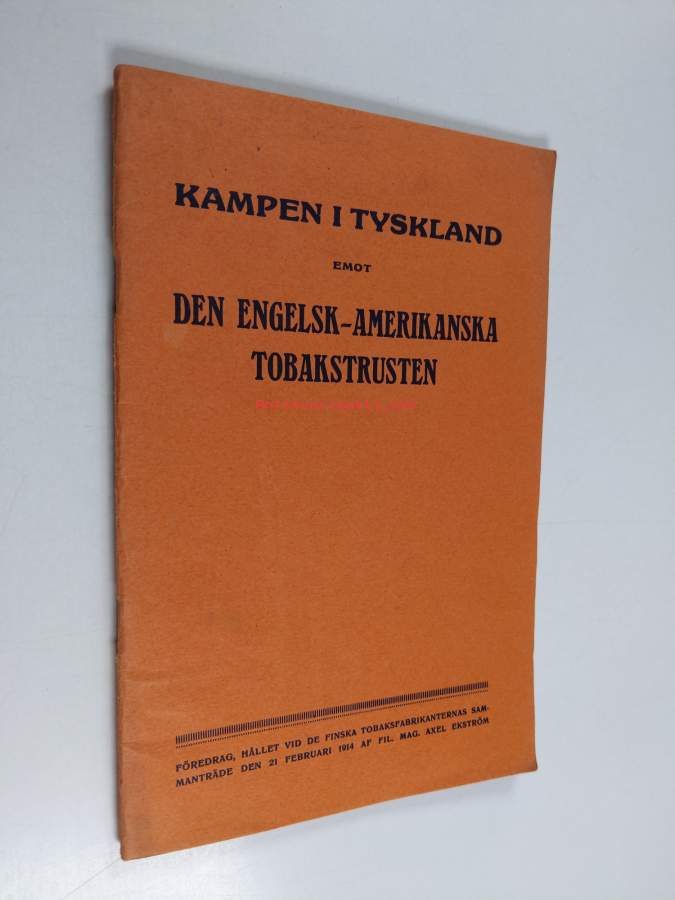 KAMPEN I TYSKLAND
EMOT
DEN ENGELSK-AMERIKANSKA
TOBAKSTRUSTEN
FÖREDRAG, HÅLLET VID DE FINSKA TOBAKSFABRIKANTERNAS SAM-
MANTRÄDE DEN 21 FEBRUARI 1914 AF FIL. MAG. AXEL EKSTRÖM